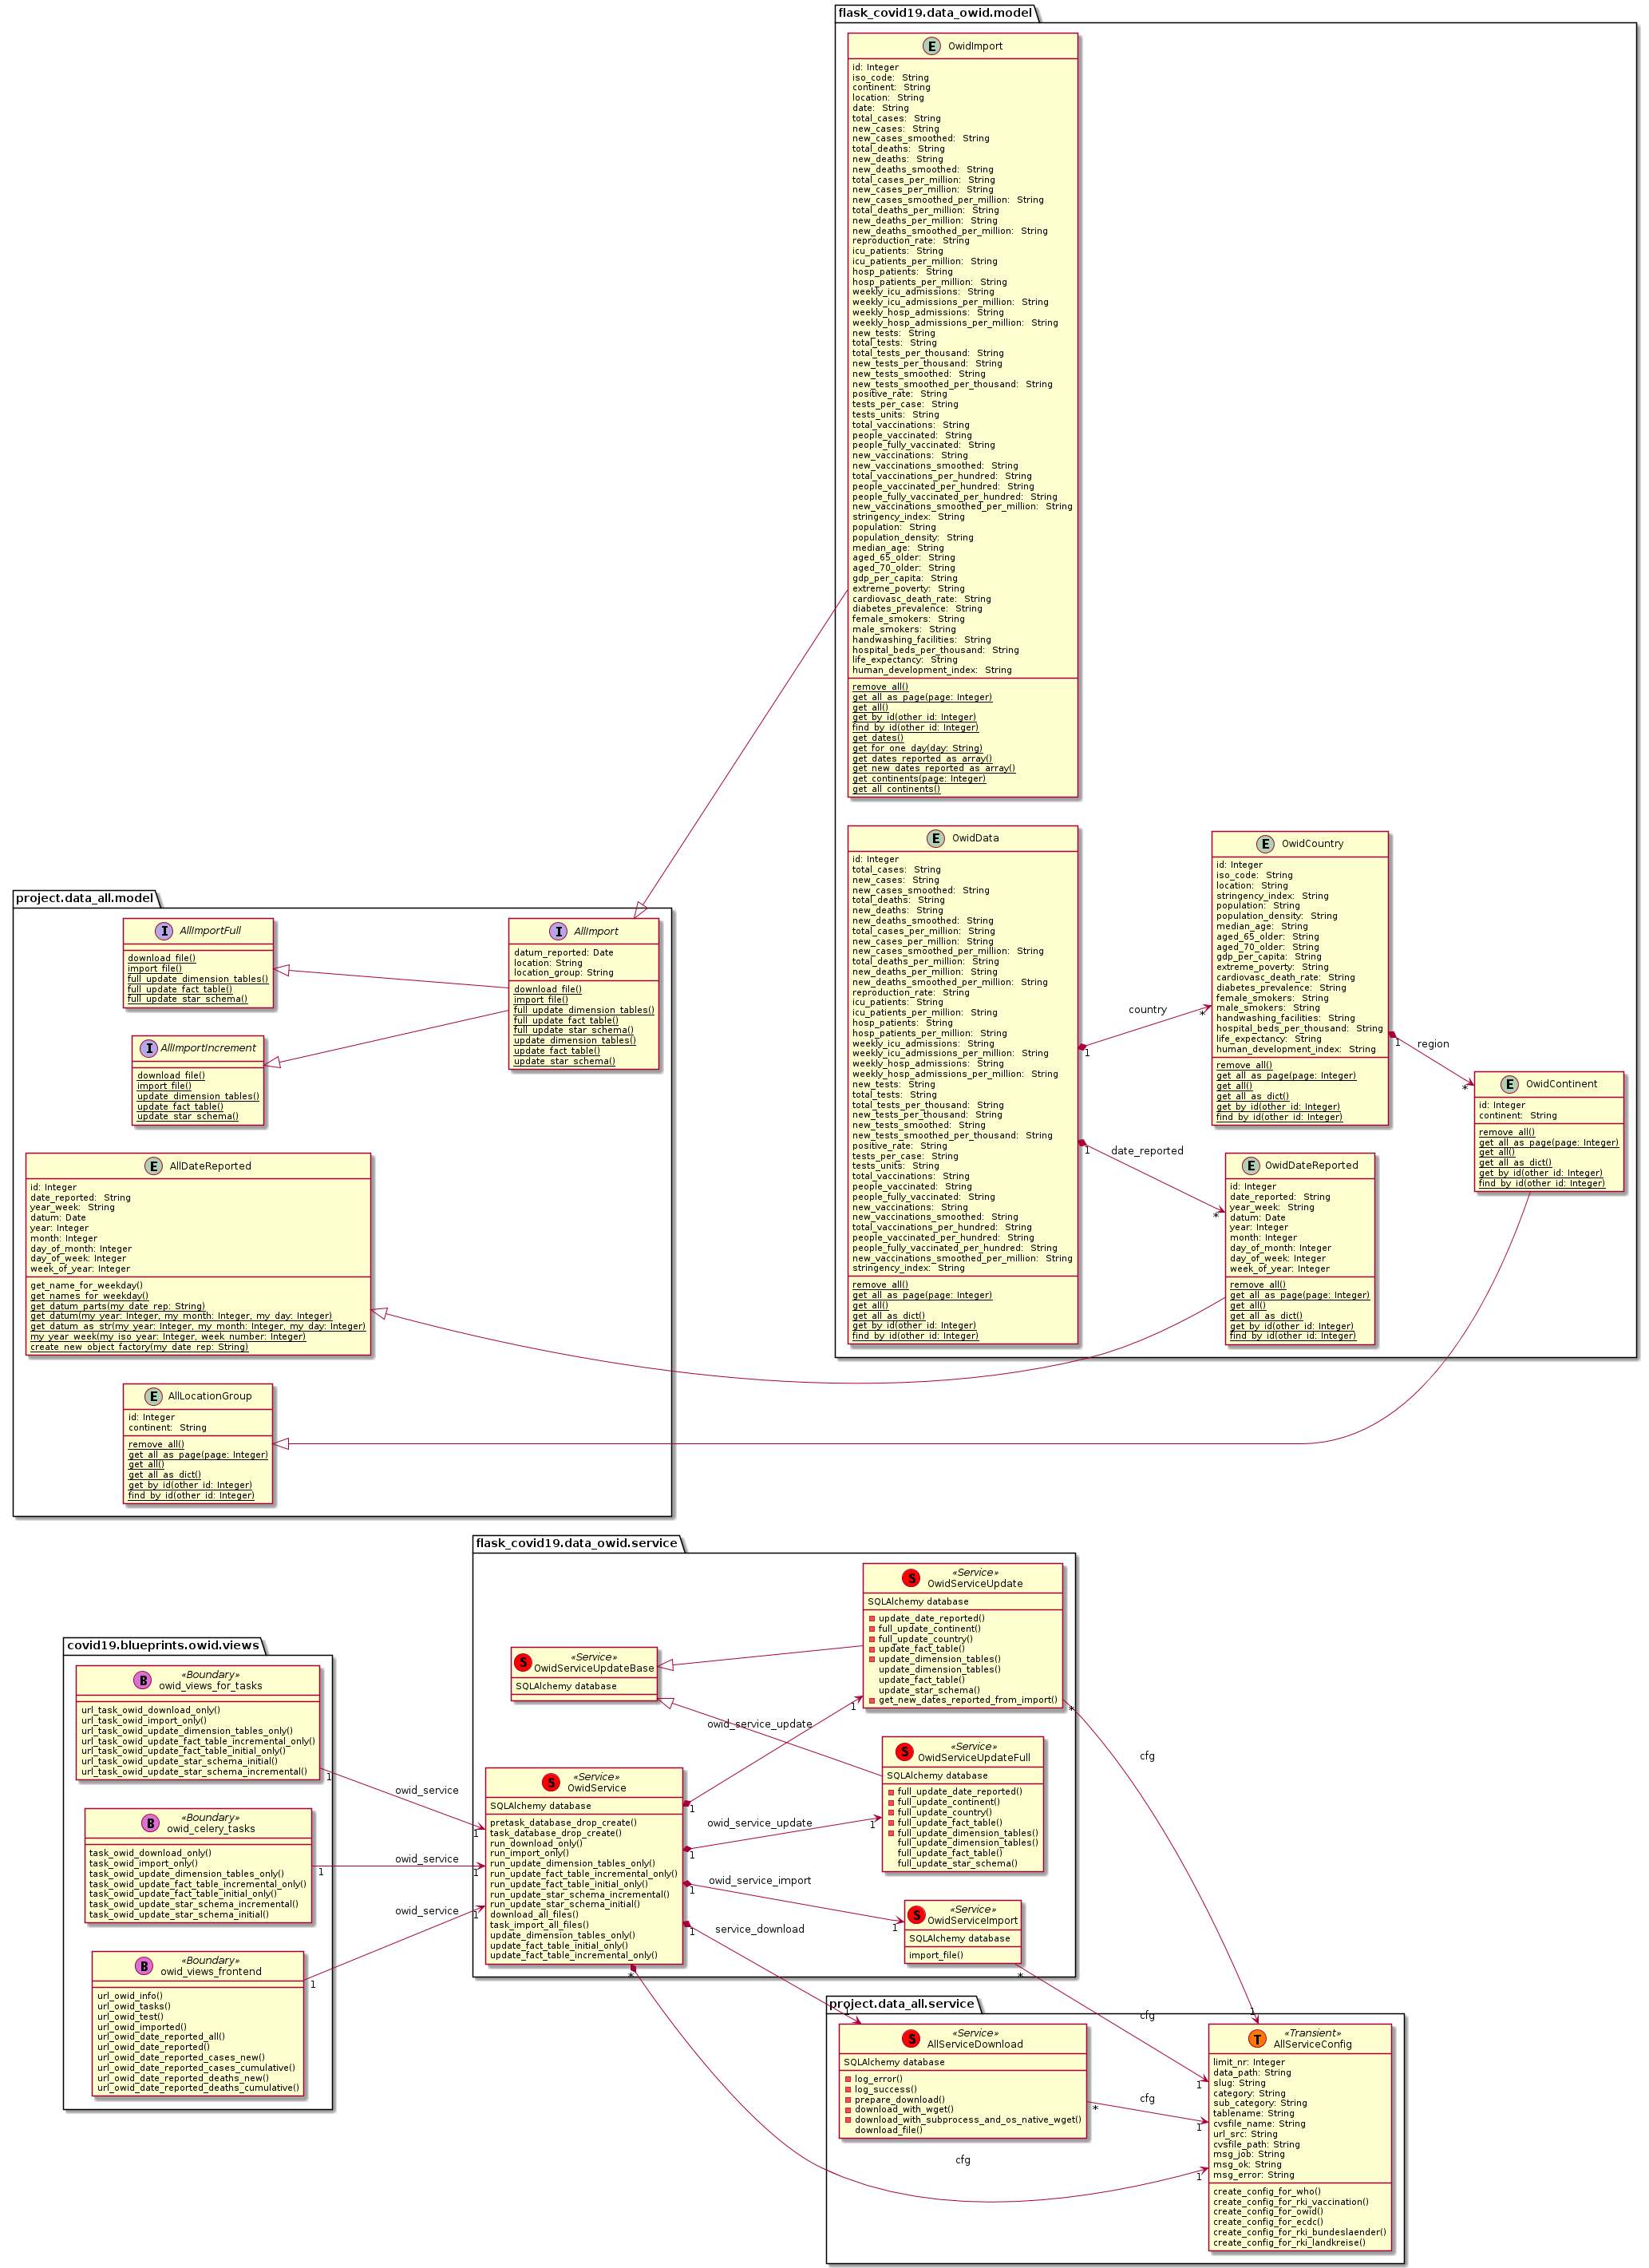 flask_covid19.data_owid.model
OwidImport
id: Integer
iso_code: String
continent: String
location: String
date: String
total_cases: String
new_cases: String
new_cases_smoothed: String
total_deaths: String
new_deaths: String
new_deaths_smoothed: String
total_cases_per_million: String
new_cases_per_million: String
new_cases_smoothed_per_million: String
total_deaths_per_million: String
new_deaths_per_million: String
new_deaths_smoothed_per_million: String
reproduction_rate: String
icu_patients: String
icu_patients_per_million: String
hosp_patients: String
hosp_patients_per_million: String
weekly_icu_admissions: String
weekly_icu_admissions_per_million: String
weekly_hosp_admissions: String
weekly_hosp_admissions_per_million: String
new_tests: String
total_tests: String
total_tests_per_thousand: String
new_tests_per_thousand: String
new_tests_smoothed: String
new_tests_smoothed_per_thousand: String
positive_rate: String
tests_per_case: String
tests_units: String
total_vaccinations: String
people_vaccinated: String
people_fully_vaccinated: String
new_vaccinations: String
new_vaccinations_smoothed: String
total_vaccinations_per_hundred: String
people_vaccinated_per_hundred: String
people_fully_vaccinated_per_hundred: String
new_vaccinations_smoothed_per_million: String
stringency_index: String
population: String
population_density: String
median_age: String
aged_65_older: String
aged_70_older: String
gdp_per_capita: String
extreme_poverty: String
cardiovasc_death_rate: String
diabetes_prevalence: String
female_smokers: String
male_smokers: String
handwashing_facilities: String
hospital_beds_per_thousand: String
life_expectancy: String
human_development_index: String
remove_all()
get_all_as_page(page: Integer)
get_all()
get_by_id(other_id: Integer)
find_by_id(other_id: Integer)
get_dates()
get_for_one_day(day: String)
get_dates_reported_as_array()
get_new_dates_reported_as_array()
get_continents(page: Integer)
get_all_continents()
OwidData
id: Integer
total_cases: String
new_cases: String
new_cases_smoothed: String
total_deaths: String
new_deaths: String
new_deaths_smoothed: String
total_cases_per_million: String
new_cases_per_million: String
new_cases_smoothed_per_million: String
total_deaths_per_million: String
new_deaths_per_million: String
new_deaths_smoothed_per_million: String
reproduction_rate: String
icu_patients: String
icu_patients_per_million: String
hosp_patients: String
hosp_patients_per_million: String
weekly_icu_admissions: String
weekly_icu_admissions_per_million: String
weekly_hosp_admissions: String
weekly_hosp_admissions_per_million: String
new_tests: String
total_tests: String
total_tests_per_thousand: String
new_tests_per_thousand: String
new_tests_smoothed: String
new_tests_smoothed_per_thousand: String
positive_rate: String
tests_per_case: String
tests_units: String
total_vaccinations: String
people_vaccinated: String
people_fully_vaccinated: String
new_vaccinations: String
new_vaccinations_smoothed: String
total_vaccinations_per_hundred: String
people_vaccinated_per_hundred: String
people_fully_vaccinated_per_hundred: String
new_vaccinations_smoothed_per_million: String
stringency_index: String
remove_all()
get_all_as_page(page: Integer)
get_all()
get_all_as_dict()
get_by_id(other_id: Integer)
find_by_id(other_id: Integer)
country
1
*
date_reported
1
*
OwidCountry
id: Integer
iso_code: String
location: String
stringency_index: String
population: String
population_density: String
median_age: String
aged_65_older: String
aged_70_older: String
gdp_per_capita: String
extreme_poverty: String
cardiovasc_death_rate: String
diabetes_prevalence: String
female_smokers: String
male_smokers: String
handwashing_facilities: String
hospital_beds_per_thousand: String
life_expectancy: String
human_development_index: String
remove_all()
get_all_as_page(page: Integer)
get_all()
get_all_as_dict()
get_by_id(other_id: Integer)
find_by_id(other_id: Integer)
region
1
*
OwidContinent
id: Integer
continent: String
remove_all()
get_all_as_page(page: Integer)
get_all()
get_all_as_dict()
get_by_id(other_id: Integer)
find_by_id(other_id: Integer)
OwidDateReported
id: Integer
date_reported: String
year_week: String
datum: Date
year: Integer
month: Integer
day_of_month: Integer
day_of_week: Integer
week_of_year: Integer
remove_all()
get_all_as_page(page: Integer)
get_all()
get_all_as_dict()
get_by_id(other_id: Integer)
find_by_id(other_id: Integer)
project.data_all.model
AllImportFull
download_file()
import_file()
full_update_dimension_tables()
full_update_fact_table()
full_update_star_schema()
AllImport
datum_reported: Date
location: String
location_group: String
download_file()
import_file()
full_update_dimension_tables()
full_update_fact_table()
full_update_star_schema()
update_dimension_tables()
update_fact_table()
update_star_schema()
AllImportIncrement
download_file()
import_file()
update_dimension_tables()
update_fact_table()
update_star_schema()
AllDateReported
id: Integer
date_reported: String
year_week: String
datum: Date
year: Integer
month: Integer
day_of_month: Integer
day_of_week: Integer
week_of_year: Integer
get_name_for_weekday()
get_names_for_weekday()
get_datum_parts(my_date_rep: String)
get_datum(my_year: Integer, my_month: Integer, my_day: Integer)
get_datum_as_str(my_year: Integer, my_month: Integer, my_day: Integer)
my_year_week(my_iso_year: Integer, week_number: Integer)
create_new_object_factory(my_date_rep: String)
AllLocationGroup
id: Integer
continent: String
remove_all()
get_all_as_page(page: Integer)
get_all()
get_all_as_dict()
get_by_id(other_id: Integer)
find_by_id(other_id: Integer)
flask_covid19.data_owid.service
«Service»
OwidServiceUpdate
SQLAlchemy database
update_date_reported()
full_update_continent()
full_update_country()
update_fact_table()
update_dimension_tables()
update_dimension_tables()
update_fact_table()
update_star_schema()
get_new_dates_reported_from_import()
«Service»
OwidServiceUpdateBase
SQLAlchemy database
«Service»
OwidServiceUpdateFull
SQLAlchemy database
full_update_date_reported()
full_update_continent()
full_update_country()
full_update_fact_table()
full_update_dimension_tables()
full_update_dimension_tables()
full_update_fact_table()
full_update_star_schema()
«Service»
OwidService
SQLAlchemy database
pretask_database_drop_create()
task_database_drop_create()
run_download_only()
run_import_only()
run_update_dimension_tables_only()
run_update_fact_table_incremental_only()
run_update_fact_table_initial_only()
run_update_star_schema_incremental()
run_update_star_schema_initial()
download_all_files()
task_import_all_files()
update_dimension_tables_only()
update_fact_table_initial_only()
update_fact_table_incremental_only()
«Service»
OwidServiceImport
SQLAlchemy database
import_file()
owid_service_update
1
1
owid_service_update
1
1
owid_service_import
1
1
service_download
1
1
covid19.blueprints.owid.views
«Boundary»
owid_views_for_tasks
url_task_owid_download_only()
url_task_owid_import_only()
url_task_owid_update_dimension_tables_only()
url_task_owid_update_fact_table_incremental_only()
url_task_owid_update_fact_table_initial_only()
url_task_owid_update_star_schema_initial()
url_task_owid_update_star_schema_incremental()
«Boundary»
owid_celery_tasks
task_owid_download_only()
task_owid_import_only()
task_owid_update_dimension_tables_only()
task_owid_update_fact_table_incremental_only()
task_owid_update_fact_table_initial_only()
task_owid_update_star_schema_incremental()
task_owid_update_star_schema_initial()
«Boundary»
owid_views_frontend
url_owid_info()
url_owid_tasks()
url_owid_test()
url_owid_imported()
url_owid_date_reported_all()
url_owid_date_reported()
url_owid_date_reported_cases_new()
url_owid_date_reported_cases_cumulative()
url_owid_date_reported_deaths_new()
url_owid_date_reported_deaths_cumulative()
owid_service
1
1
owid_service
1
1
owid_service
1
1
project.data_all.service
«Service»
AllServiceDownload
SQLAlchemy database
log_error()
log_success()
prepare_download()
download_with_wget()
download_with_subprocess_and_os_native_wget()
download_file()
«Transient»
AllServiceConfig
limit_nr: Integer
data_path: String
slug: String
category: String
sub_category: String
tablename: String
cvsfile_name: String
url_src: String
cvsfile_path: String
msg_job: String
msg_ok: String
msg_error: String
create_config_for_who()
create_config_for_rki_vaccination()
create_config_for_owid()
create_config_for_ecdc()
create_config_for_rki_bundeslaender()
create_config_for_rki_landkreise()
cfg
*
1
cfg
*
1
cfg
*
1
cfg
*
1